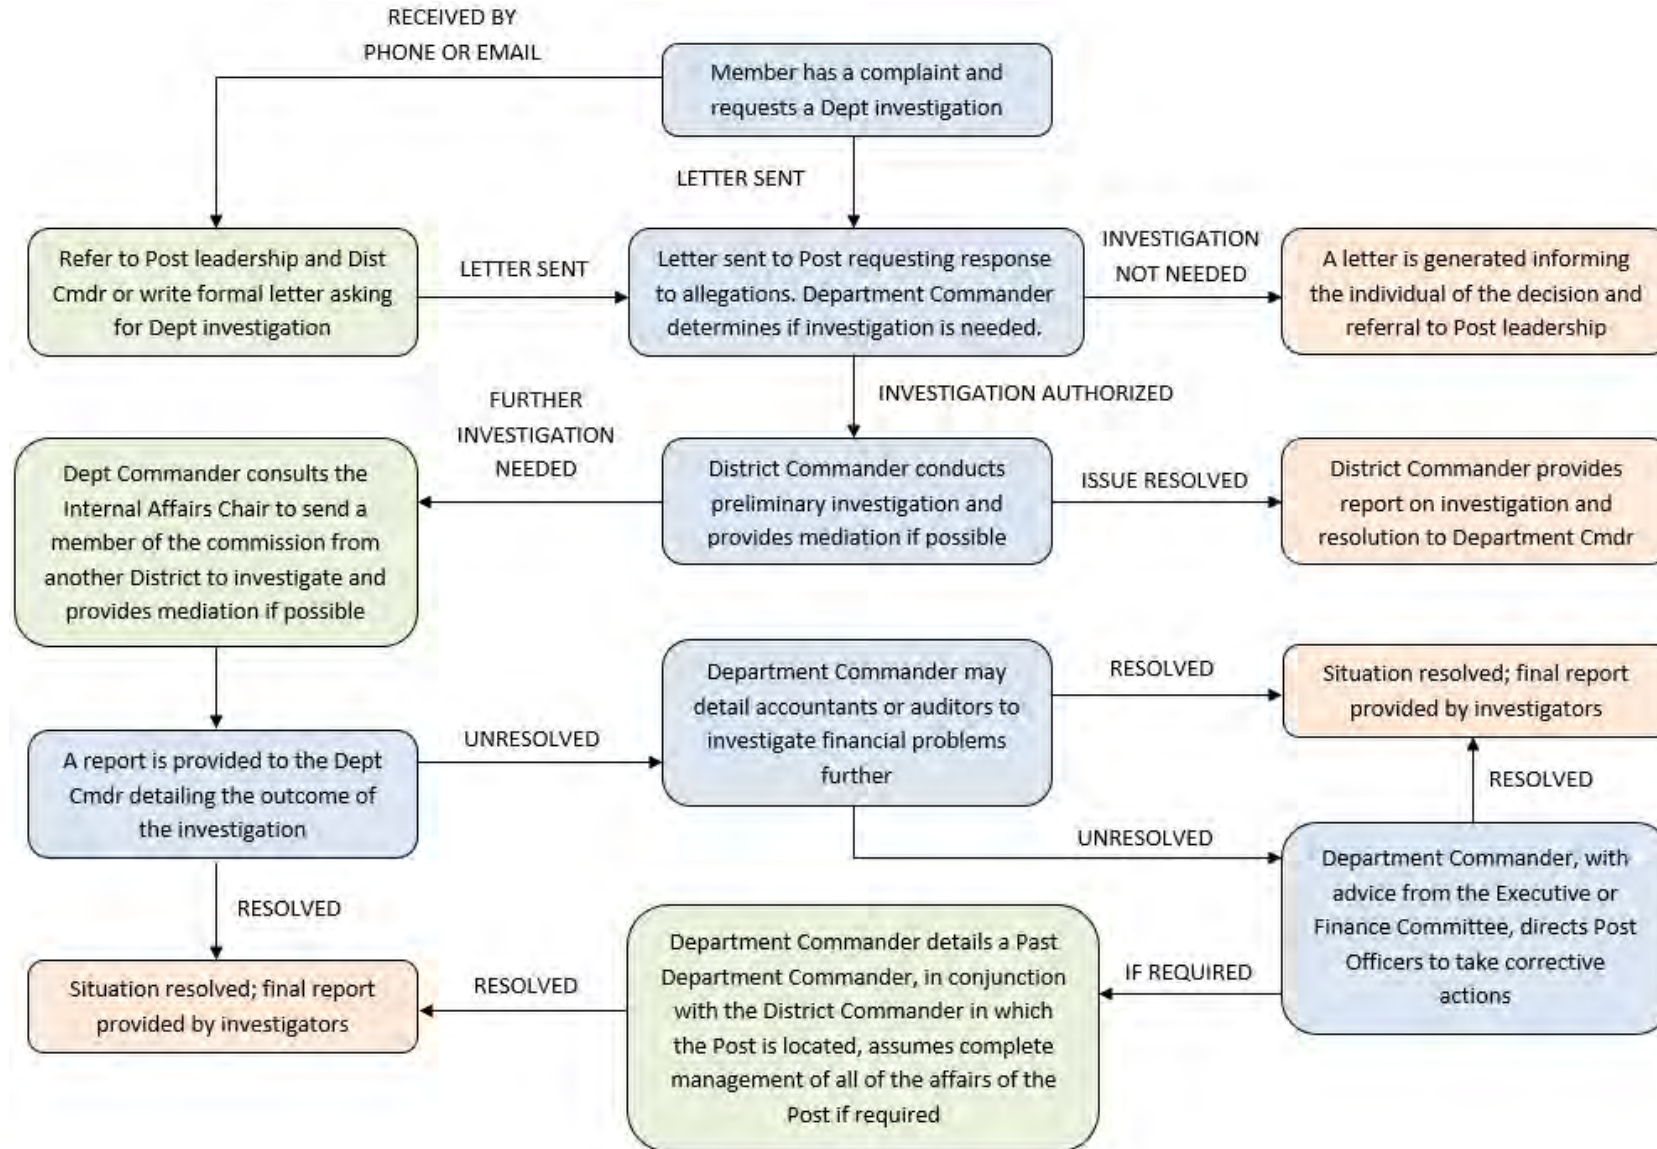 RECEIVED BY
PHONE OR EMAIL
Member has a complaint and
requests a Dept investigation
LETTER SENT
Refer to Post leadership and Dist
Cmdr or write formal letter asking
for Dept investigation
LETTER SENT
Letter sent to Post requesting response
to allegations. Department Commander
determines if investigation is needed.
INVESTIGATION
NOT NEEDED
A letter is generated informing
the individual of the decision and
referral to Post leadership
INVESTIGATION AUTHORIZED
FURTHER
INVESTIGATION
NEEDED
Dept Commander consults the
Internal Affairs Chair to send a
member of the commission from
another District to investigate and
provides mediation if possible
District Commander conducts
preliminary investigation and
provides mediation if possible
ISSUE RESOLVED
District Commander provides
report on investigation and
resolution to Department Cmdr
Department Commander may
detail accountants or auditors to
investigate financial problems
further
RESOLVED
Situation resolved; final report
provided by investigators
A report is provided to the Dept
Cmdr detailing the outcome of
the investigation
UNRESOLVED
RESOLVED
UNRESOLVED
Department Commander, with
advice from the Executive or
Finance Committee, directs Post
Officers to take corrective
actions
RESOLVED
Situation resolved; final report
provided by investigators
RESOLVED
Department Commander details a Past
Department Commander, in conjunction
with the District Commander in which
the Post is located, assumes complete
management of all of the affairs of the
Post if required
IF REQUIRED